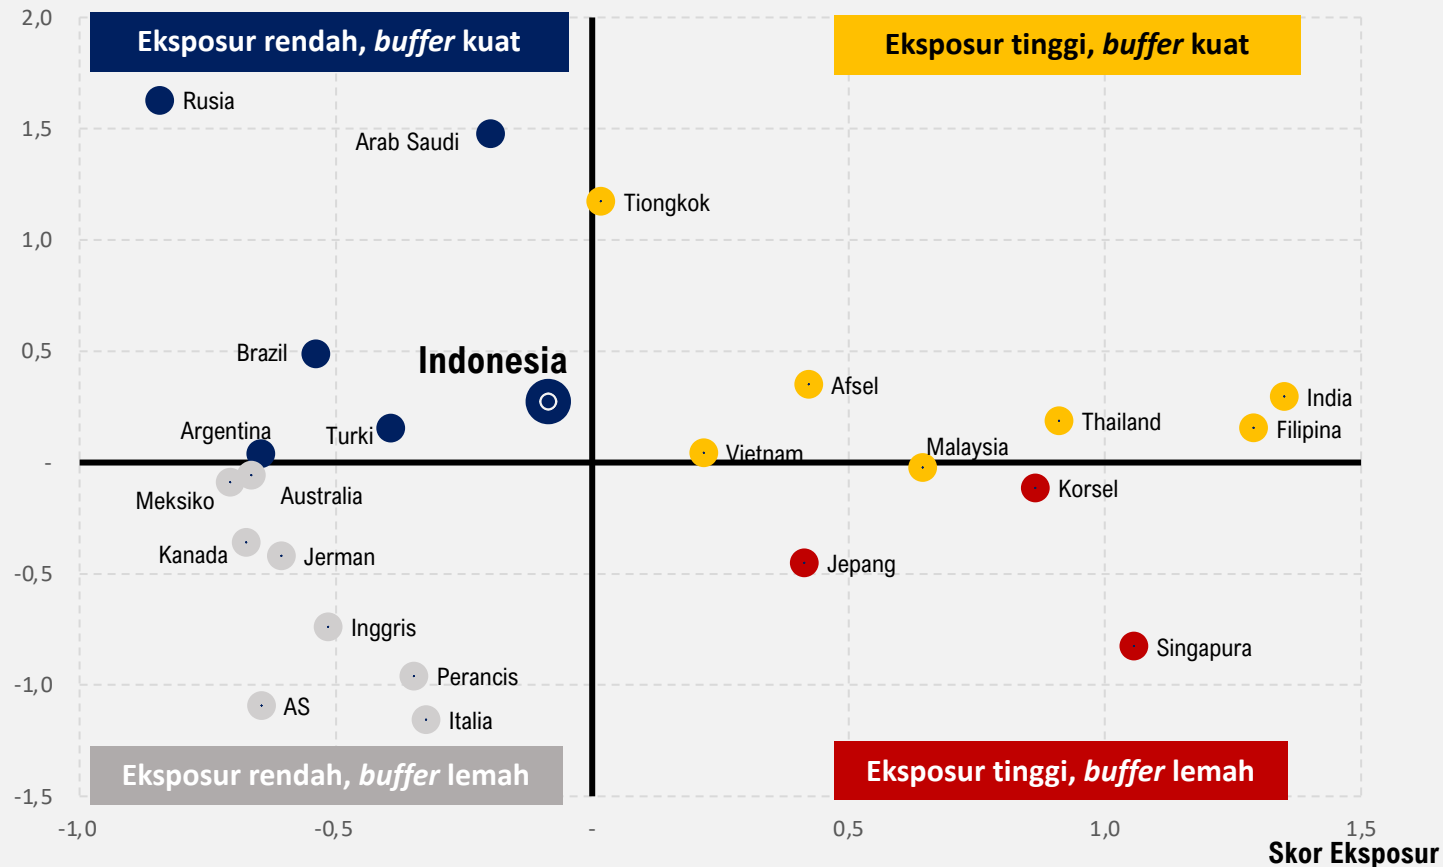 2,0
Eksposur rendah, buffer kuat
Eksposur tinggi, buffer kuat
Rusia
1,5
Arab Saudi
Tiongkok
1,0
0,5
Brazil
Indonesia
Afsel
India
Argentina
Turki
Thailand
Filipina
Malaysia
Vietnam
-
Meksiko
Australia
Korsel
Kanada
Jerman
-0,5
Jepang
Inggris
Singapura
Perancis
-1,0
AS
Italia
Eksposur rendah, buffer lemah
Eksposur tinggi, buffer lemah
-1,5
-1,0
-0,5
-
0,5
1,0
1,5
Skor Eksposur